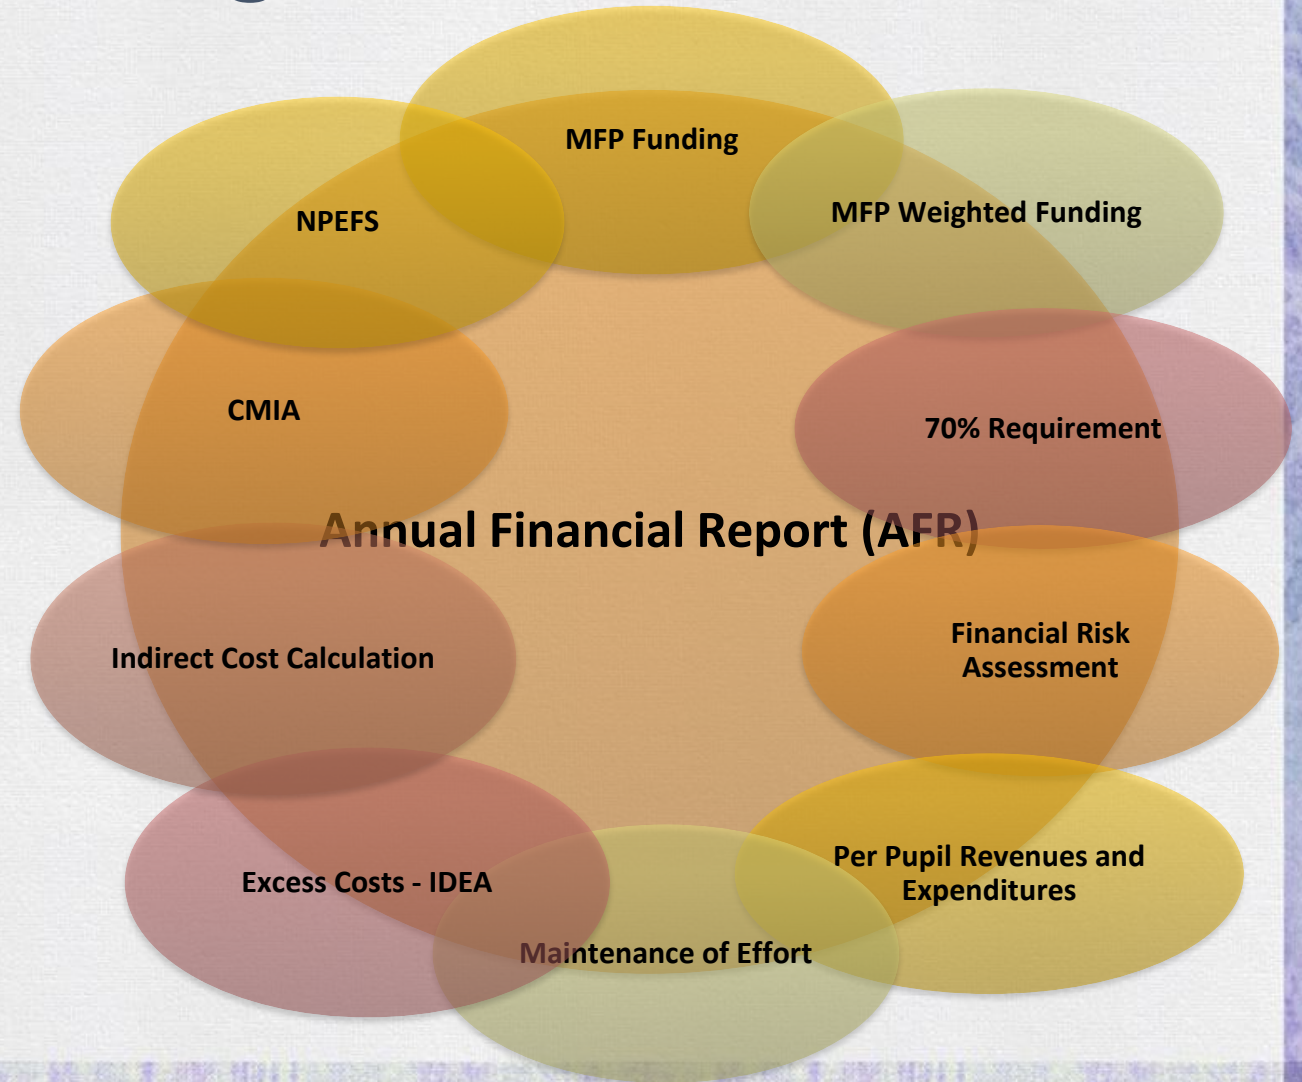 MFP Funding
MFP Weighted Funding
NPEFS
CMIA
70% Requirement
Annual Financial Report (AFR)
Financial Risk
Assessment
Indirect Cost Calculation
Per Pupil Revenues and
Expenditures
Excess Costs - IDEA
Maintenance of Effort